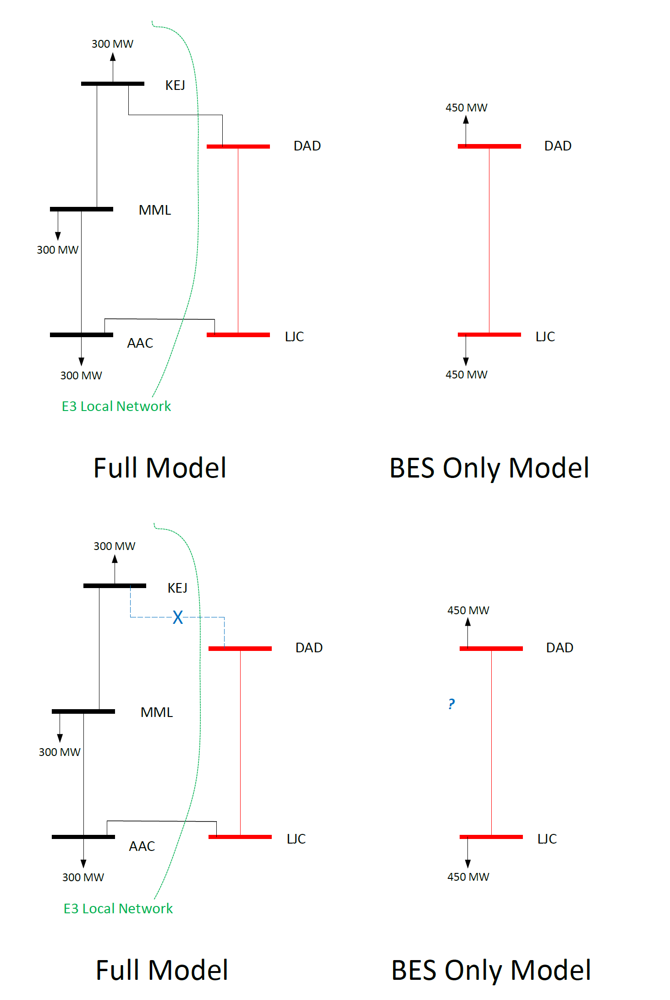 300 MW
KEJ
450 MW
DAD
DAD
MML
300 MW
AAC
LJC
LJC
300 MW
450 MW
E3 Local Network
Full Model
BES Only Model
300 MW
KEJ
X
450 MW
DAD
DAD
?
MML
300 MW
AAC
LJC
LJC
300 MW
450 MW
E3 Local Network
Full Model
BES Only Model